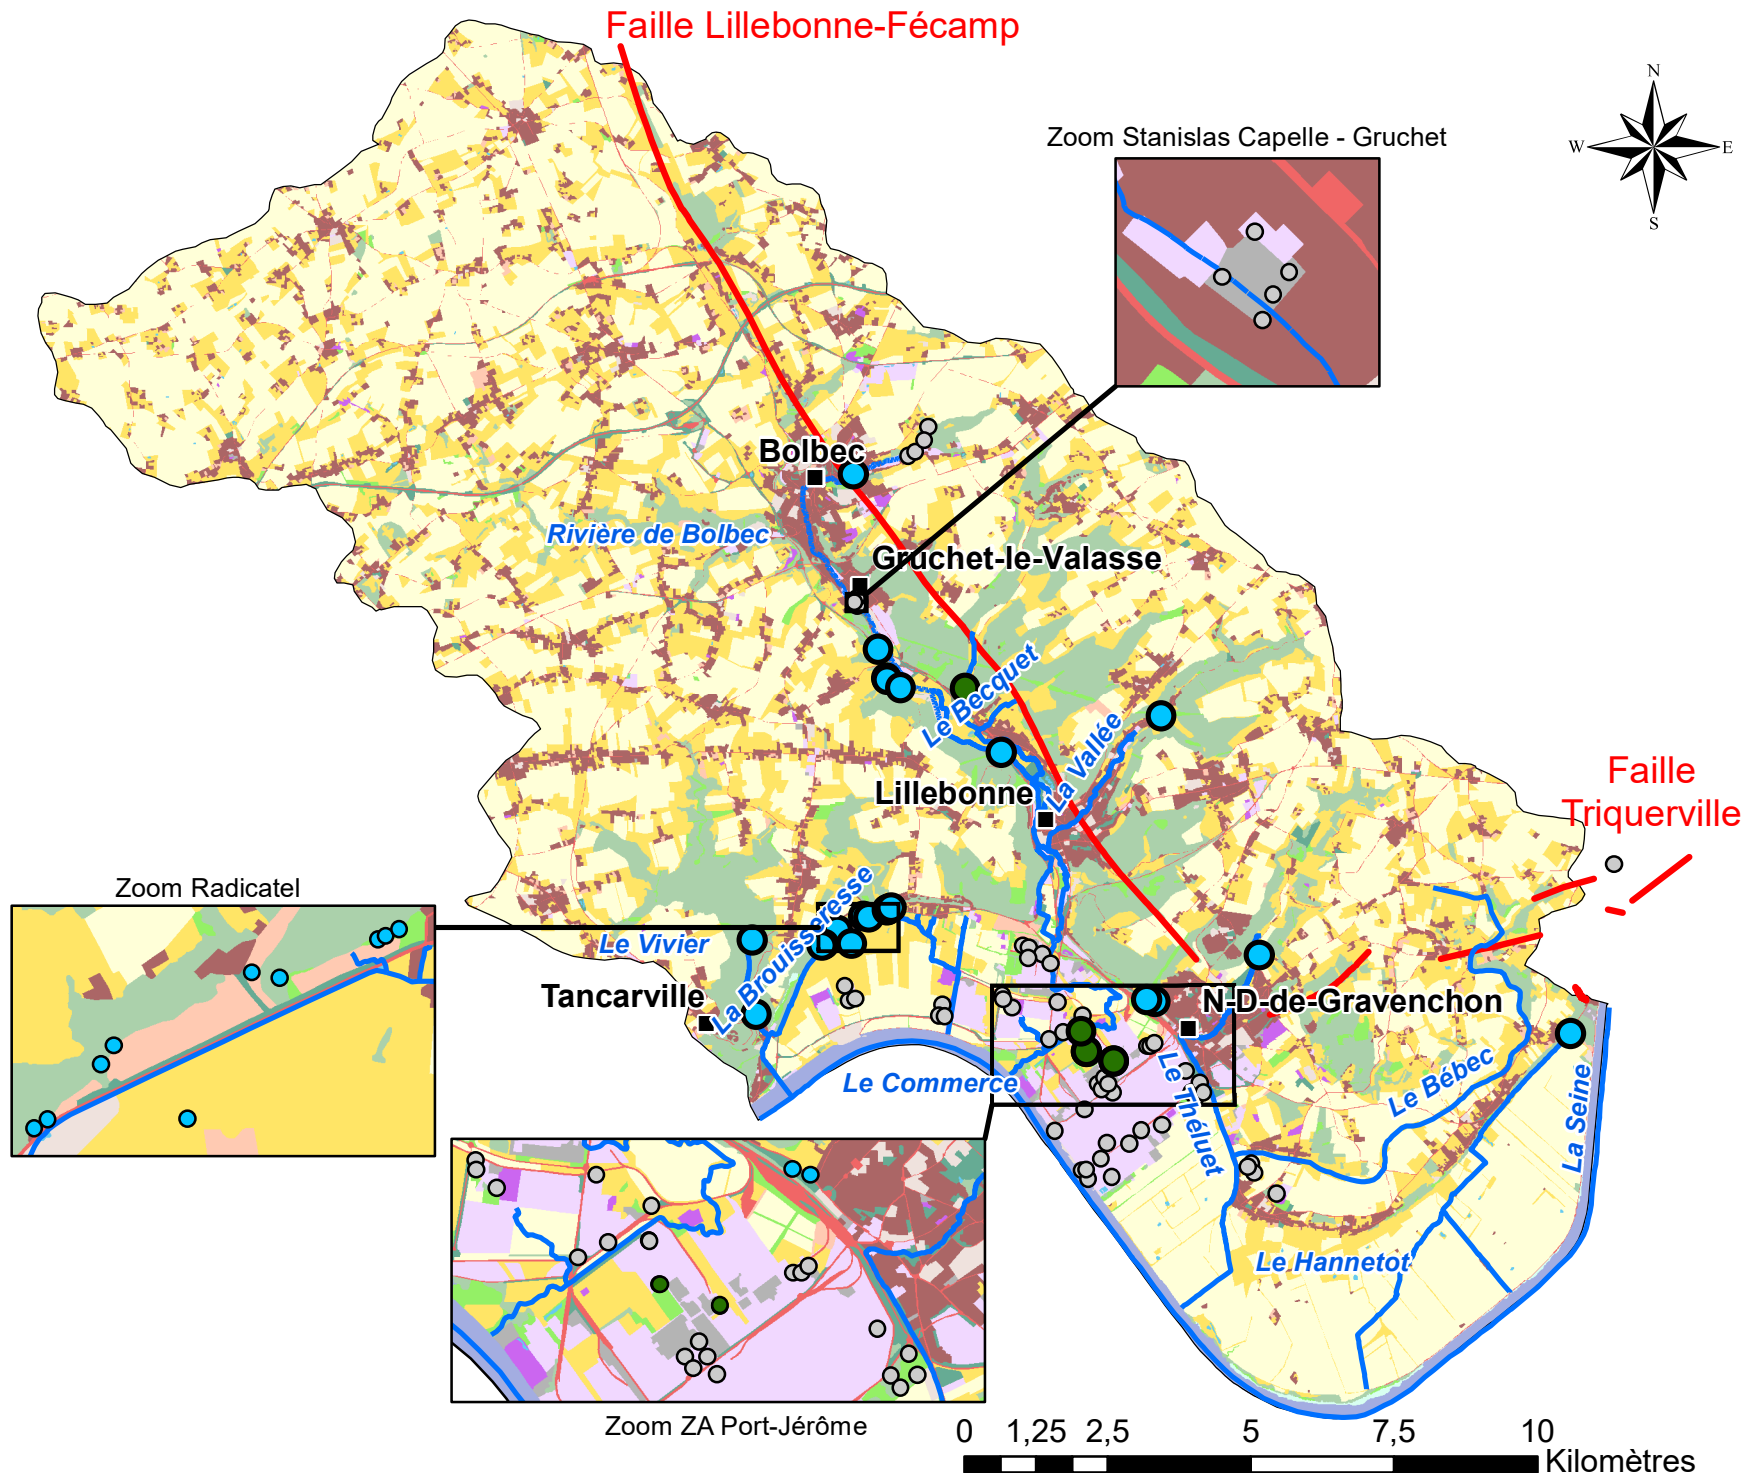 Faille Lillebonne-Fécamp
N
W
E
S
Zoom Stanislas Capelle - Gruchet
Bolbec
Rivière de Bolbec
Gruchet-le-Valasse
Le Becquet
La Vallée
Lillebonne
Faille
Triquerville
Zoom Radicatel
Le Vivier
La Brouisseresse
Tancarville
N-D-de-Gravenchon
Le Commerce
Le Théluet
Le Bébec
La Seine
Le Hannetot
Zoom ZA Port-Jérôme
0 1,25 2,5 5 7,5 10
Kilomètres